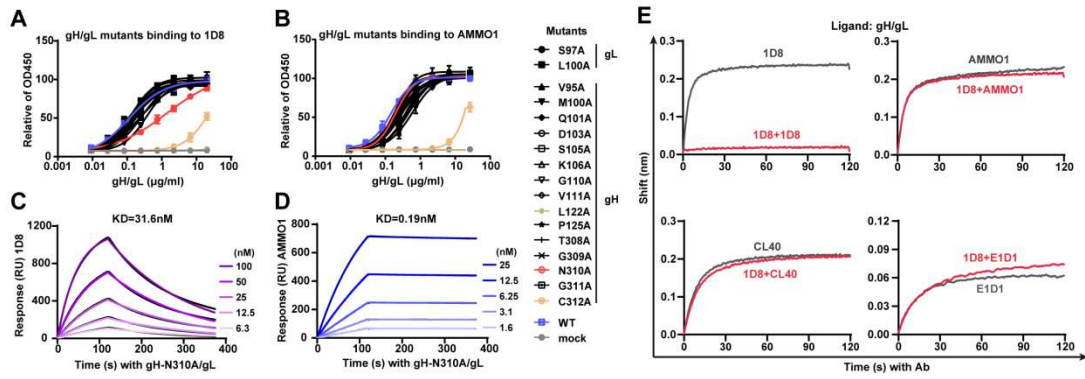 A
gH/gL mutants binding to 1D8
Relative of OD450
150
100
50
0
0.001
0.01
0.1
1
10
100
gH/gL (μg/ml)
B
gH/gL mutants binding to AMMO1
Relative of OD450
150
100
50
0
0.001
0.01
0.1
1
10
100
gH/gL (μg/ml)
Mutants
S97A
L100A
gL
V95A
M100A
Q101A
D103A
S105A
K106A
G110A
V111A
L122A
P125A
T308A
G309A
N310A
G311A
C312A
gH
WT
mock
C
KD=31.6nM
Response (RU) 1D8
1200
800
400
0
0
100
200
300
400
Time (s) with gH-N310A/gL
(nM)
100
50
25
12.5
6.3
D
KD=0.19nM
Response (RU) AMMO1
1000
800
600
400
200
0
0
100
200
300
400
Time (s) with gH-N310A/gL
(nM)
25
12.5
6.25
3.1
1.6
E
Ligand: gH/gL
Shift (nm)
0.3
0.2
0.1
0.0
0
30
60
90
120
1D8
1D8+1D8
0.3
0.2
0.1
0.0
0
30
60
90
120
AMMO1
1D8+AMMO1
0.3
0.2
0.1
0.0
0
30
60
90
120
CL40
1D8+CL40
0.12
0.09
0.06
0.03
0.00
0
30
60
90
120
1D8+E1D1
E1D1
Time (s) with Ab